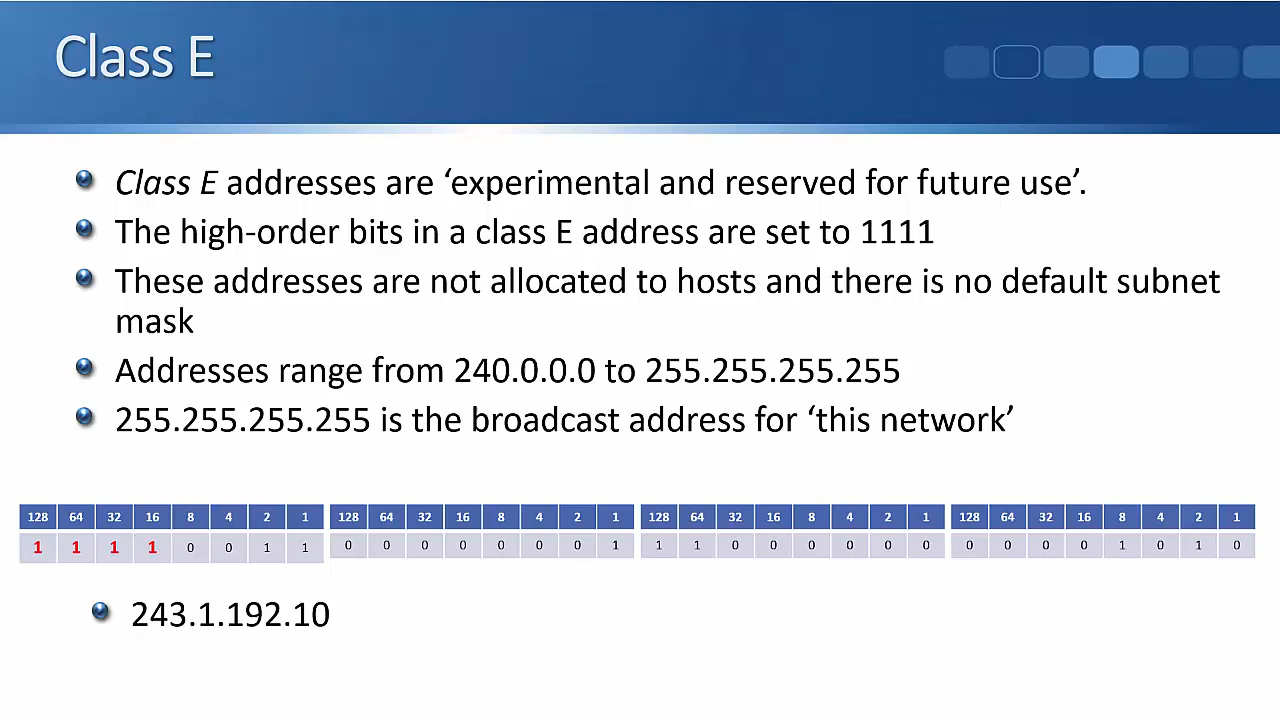 Class E
Class E addresses are ‘experimental and reserved for future use’.
The high-order bits in a class E address are set to 1111
These addresses are not allocated to hosts and there is no default subnet
mask
Addresses range from 240.0.0.0 to 255.255.255.255
255.255.255.255 is the broadcast address for ‘this network’
128 64 32 16 8 4 2 1 128 64 32 16 8 4 2 1 128 64 32 16 8 4 2 1 128 64 32 16 8 4 2 1
1 1 1 1 0 0 1 1 0 0 0 0 0 0 0 1 1 1 0 0 0 0 0 0 0 0 0 0 1 0 1 0
243.1.192.10